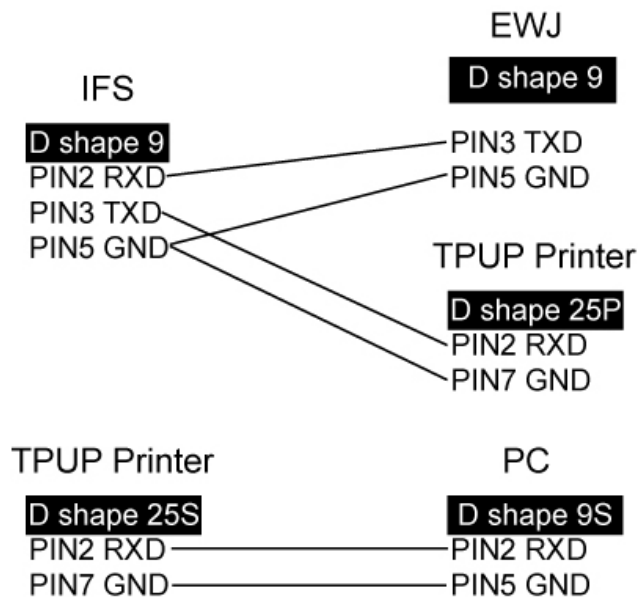 EWJ
D shape 9
IFS
D shape 9
PIN2 RXD
PIN3 TXD
PIN5 GND
PIN3 TXD
PIN5 GND
TPUP Printer
D shape 25P
PIN2 RXD
PIN7 GND
TPUP Printer
D shape 25S
PIN2 RXD
PIN7 GND
PC
D shape 9S
PIN2 RXD
PIN5 GND